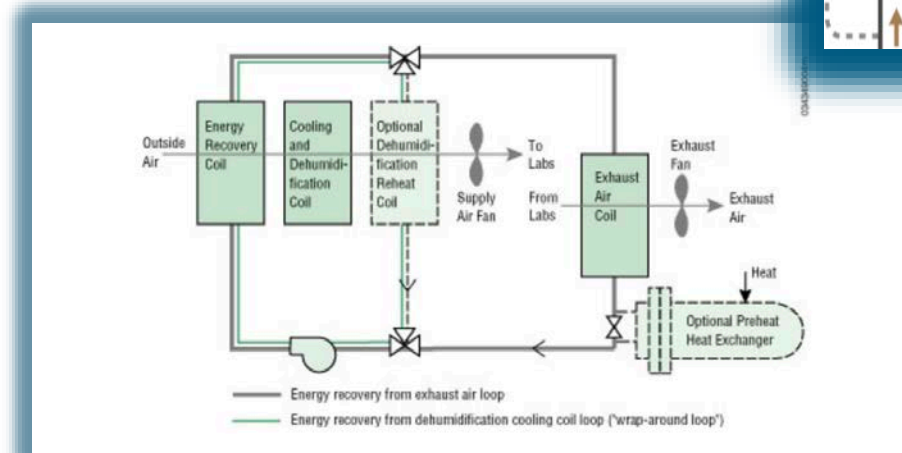 Outside
Air
Energy
Recovery
Coil
Cooling
and
Dehumidi-
fication
Coil
Optional
Dehumidi-
fication
Reheat
Coil
Supply
Air Fan
To
Labs
From
Labs
Exhaust
Air
Coil
Exhaust
Fan
Exhaust
Air
Heat
Optional Preheat
Heat Exchanger
Energy recovery from exhaust air loop
Energy recovery from dehumidification cooling coil loop ("wrap-around loop")